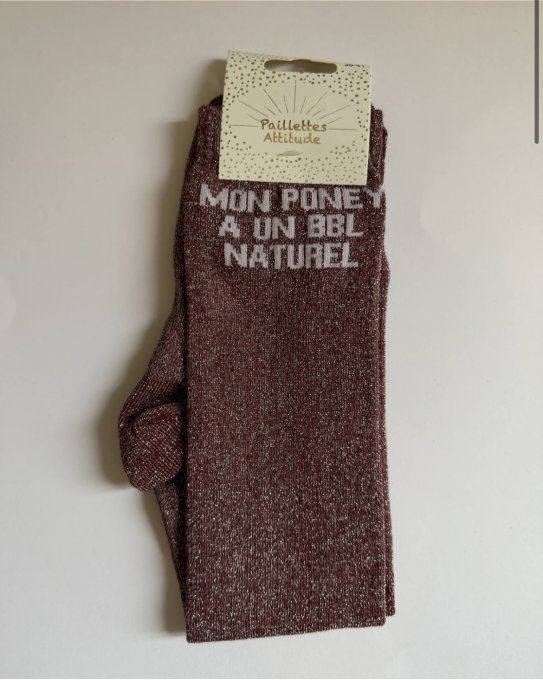 Paillettes
Attitude
MON PONEY
A UN BBL
NATUREL